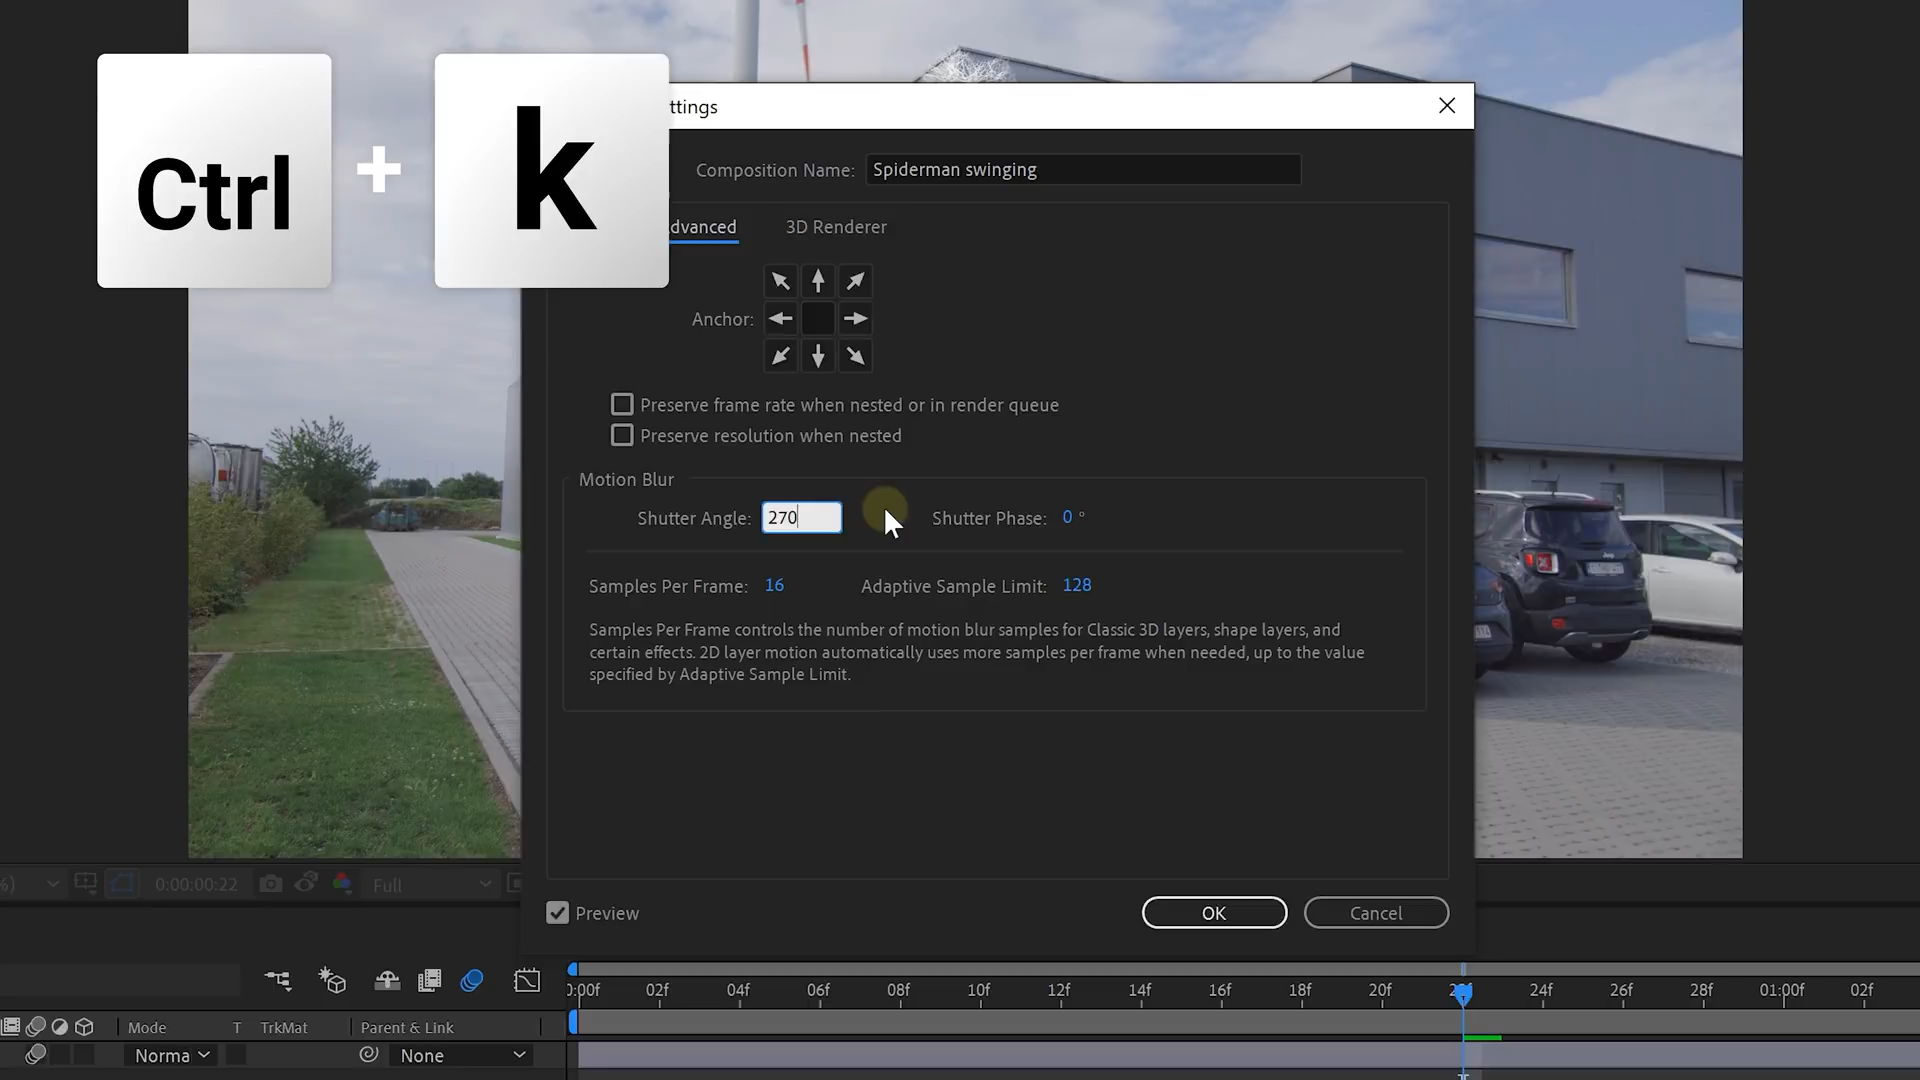 Ctrl + k
ttings
Composition Name: Spiderman swinging
dvanced 3D Renderer
Anchor:
Preserve frame rate when nested or in render queue
Preserve resolution when nested
Motion Blur
Shutter Angle: 270 Shutter Phase: 0 °
Samples Per Frame: 16 Adaptive Sample Limit: 128
Samples Per Frame controls the number of motion blur samples for Classic 3D layers, shape layers, and
certain effects. 2D layer motion automatically uses more samples per frame when needed, up to the value
specified by Adaptive Sample Limit.
%) 0:00:00:22 Full
Preview OK Cancel
0:00f 02f 04f 06f 08f 10f 12f 14f 16f 18f 20f 24f 26f 28f 01:00f 02f
Mode T TrkMat Parent & Link
Norma None